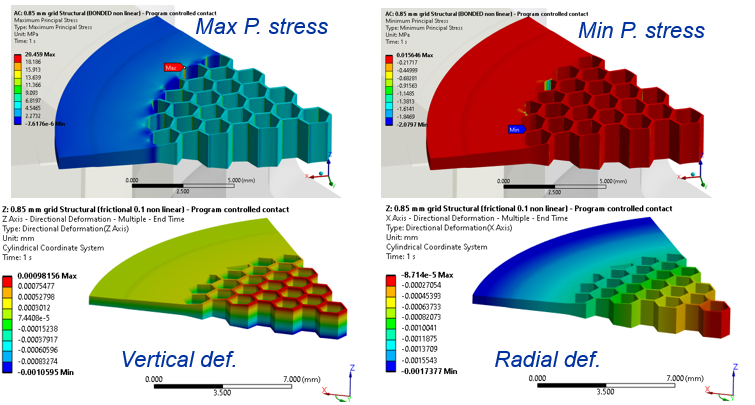 AC: 0.85 mm grid Structural (BONDED non linear) - Program controlled contact
Maximum Principal Stress
Type: Maximum Principal Stress
Unit: MPa
Time: 1 s
Max P. stress
20.459 Max
18.186
15.913
13.639
11.366
9.093
6.8197
4.5465
2.2732
-7.6176e-6 Min
Max
0.000
2.500
5.000 (mm)
Z
X
AC: 0.85 mm grid Structural (BONDED non linear) - Program controlled contact
Minimum Principal Stress
Type: Minimum Principal Stress
Unit: MPa
Time: 1 s
Min P. stress
0.015646 Max
-0.21717
-0.44999
-0.68281
-0.91563
-1.1485
-1.3813
-1.6141
-1.8469
-2.0797 Min
Min
0.000
2.500
5.000 (mm)
Z
X
Z: 0.85 mm grid Structural (frictional 0.1 non linear) - Program controlled contact
Z Axis - Directional Deformation - Multiple - End Time
Type: Directional Deformation(Z Axis)
Unit: mm
Cylindrical Coordinate System
Time: 1 s
0.00098156 Max
0.00075477
0.00052798
0.0003012
7.4408e-5
-0.00015238
-0.00037917
-0.00060596
-0.00083274
-0.0010595 Min
Vertical def.
0.000
3.500
7.000 (mm)
Z
X
Z: 0.85 mm grid Structural (frictional 0.1 non linear) - Program controlled contact
X Axis - Directional Deformation - Multiple - End Time
Type: Directional Deformation(X Axis)
Unit: mm
Cylindrical Coordinate System
Time: 1 s
-8.714e-5 Max
-0.00027054
-0.00045393
-0.00063733
-0.00082073
-0.0010041
-0.0011875
-0.0013709
-0.0015543
-0.0017377 Min
Radial def.
0.000
3.500
7.000 (mm)
Z
X